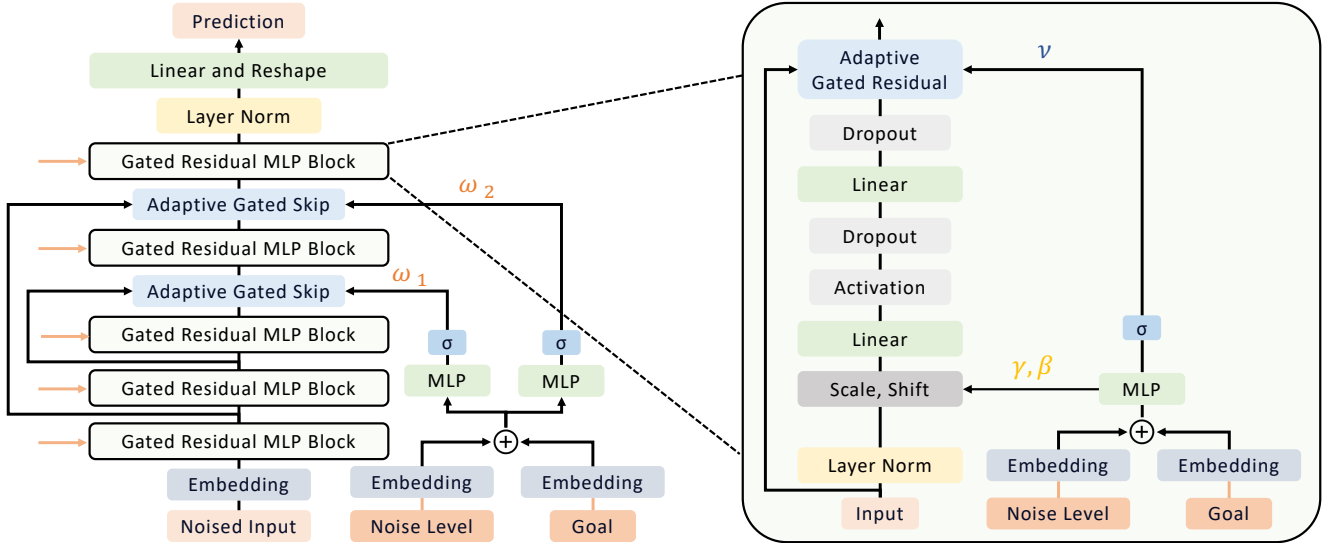 Prediction
Linear and Reshape
Layer Norm
Gated Residual MLP Block
Adaptive Gated Skip
ω 2
Gated Residual MLP Block
Adaptive Gated Skip
ω 1
Gated Residual MLP Block
σ
σ
Gated Residual MLP Block
MLP
MLP
Gated Residual MLP Block
+
Embedding
Embedding
Embedding
Noised Input
Noise Level
Goal
Adaptive
Gated Residual
ν
Dropout
Linear
Dropout
Activation
Linear
σ
Scale, Shift
γ, β
MLP
+
Layer Norm
Embedding
Embedding
Input
Noise Level
Goal